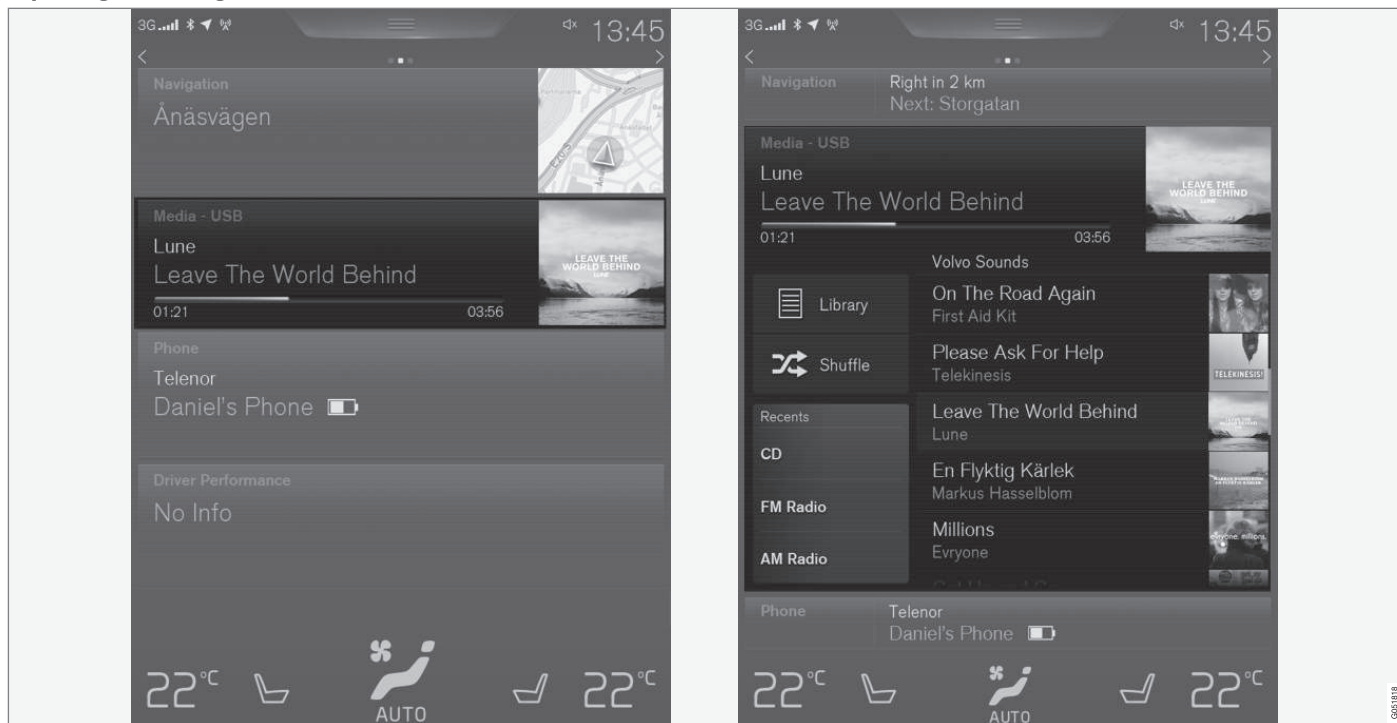 3G
13:45
Navigation
Ånäsvägen
E20 S
Media - USB
Lune
Leave The World Behind
01:21
03:56
LEAVE THE
WORLD BEHIND
LUNE
Phone
Telenor
Daniel's Phone
Driver Performance
No Info
22°C
AUTO
22°C
3G
13:45
Navigation
Right in 2 km
Next: Storgatan
Media - USB
Lune
Leave The World Behind
01:21
03:56
LEAVE THE
WORLD BEHIND
LUNE
Volvo Sounds
Library
Shuffle
Recents
CD
FM Radio
AM Radio
On The Road Again
First Aid Kit
Please Ask For Help
Telekinesis
TELEKINESIS!
Leave The World Behind
Lune
En Flyktig Kärlek
Markus Hasselblom
Millions
Evryone
evryone. millions.
Phone
Telenor
Daniel's Phone
22°C
AUTO
22°C
G051818